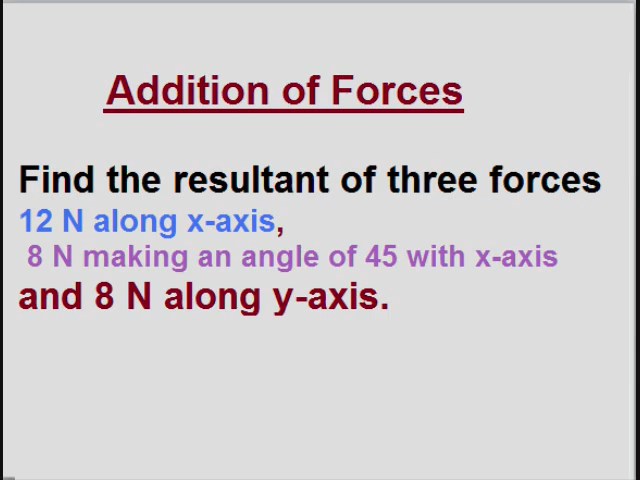 Addition of Forces
Find the resultant of three forces
12 N along x-axis,
8 N making an angle of 45 with x-axis
and 8 N along y-axis.